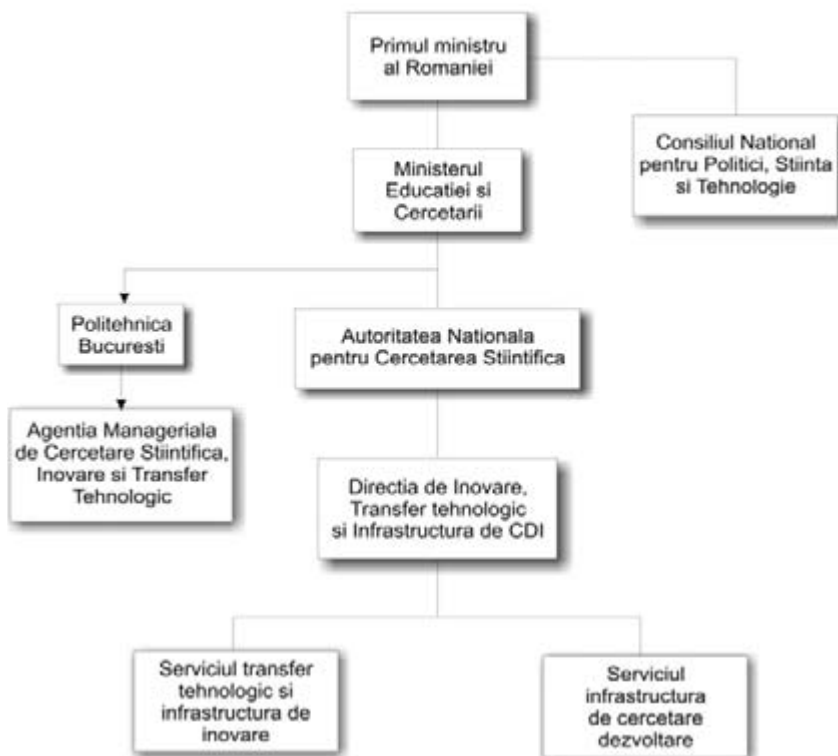 Primul ministru
al Romaniei
Consiliul National
pentru Politici, Stiinta
si Tehnologie
Ministerul
Educatiei si
Cercetarii
Politehnica
Bucuresti
Autoritatea Nationala
pentru Cercetarea Stiintifica
Agentia Manageriala
de Cercetare Stiintifica,
Inovare si Transfer
Tehnologic
Directia de Inovare,
Transfer tehnologic
si Infrastructura de CDI
Serviciul transfer
tehnologic si
infrastructura de
inovare
Serviciul
infrastructura
de cercetare
dezvoltare